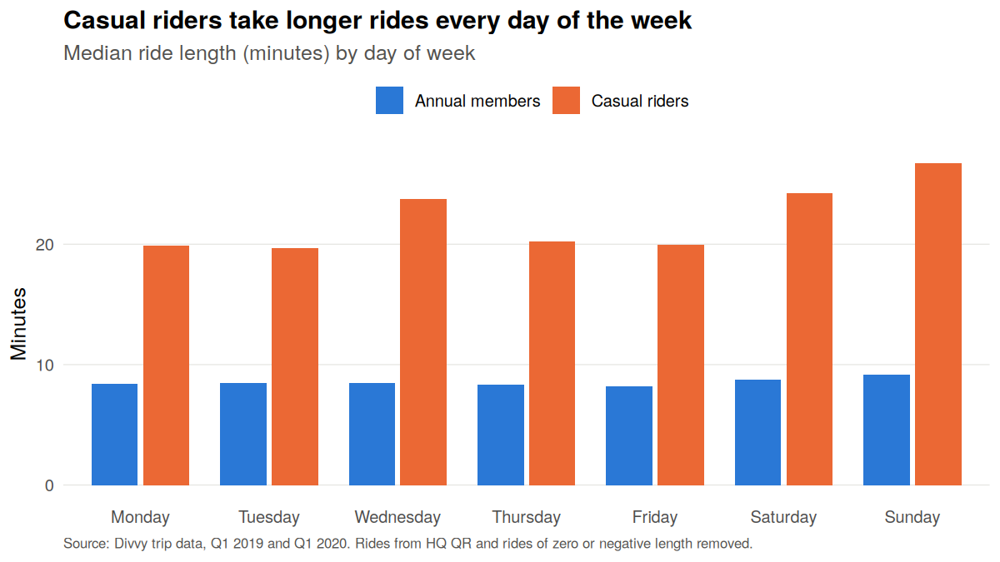 Casual riders take longer rides every day of the week
Median ride length (minutes) by day of week
Annual members Casual riders
20
10
0
Minutes
Monday Tuesday Wednesday Thursday Friday Saturday Sunday
Source: Divvy trip data, Q1 2019 and Q1 2020. Rides from HQ QR and rides of zero or negative length removed.